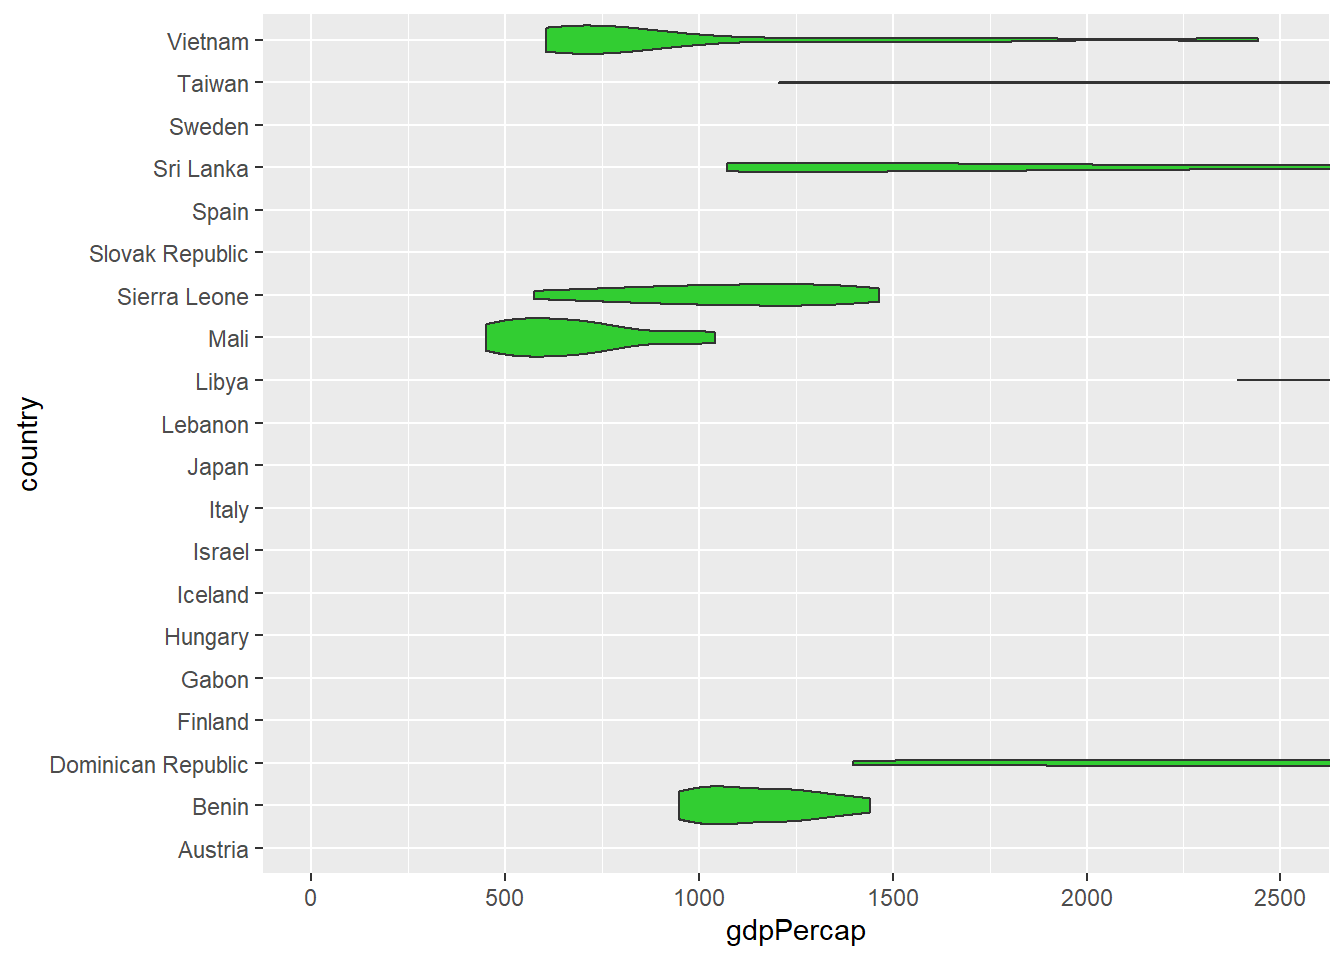 Vietnam
Taiwan
Sweden
Sri Lanka
Spain
Slovak Republic
Sierra Leone
Mali
Libya
Lebanon
Japan
Italy
Israel
Iceland
Hungary
Gabon
Finland
Dominican Republic
Benin
Austria
country
0 500 1000 1500 2000 2500
gdpPercap